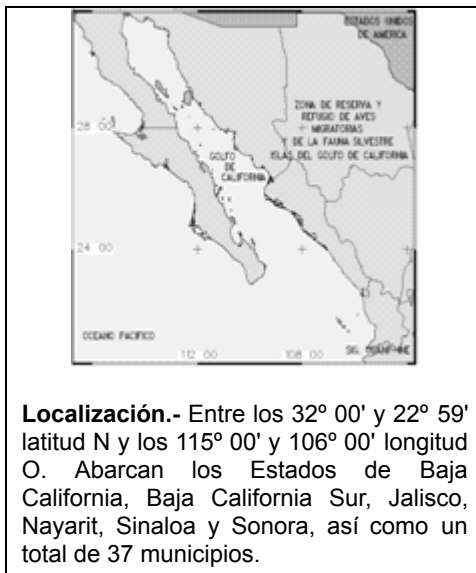 ESTADOS UNIDOS
DE AMERICA
ZONA DE RESERVA Y
REFUGIO DE AVES
MIGRATORIAS
Y DE LA FAUNA SILVESTRE
ISLAS DEL GOLFO DE CALIFORNIA
28 00
GOLFO
DE
CALIFORNIA
24 00
OCEANO PACIFICO
112 00
108 00
Localización.- Entre los 32º 00' y 22º 59'
latitud N y los 115º 00' y 106º 00' longitud
O. Abarcan los Estados de Baja
California, Baja California Sur, Jalisco,
Nayarit, Sinaloa y Sonora, así como un
total de 37 municipios.